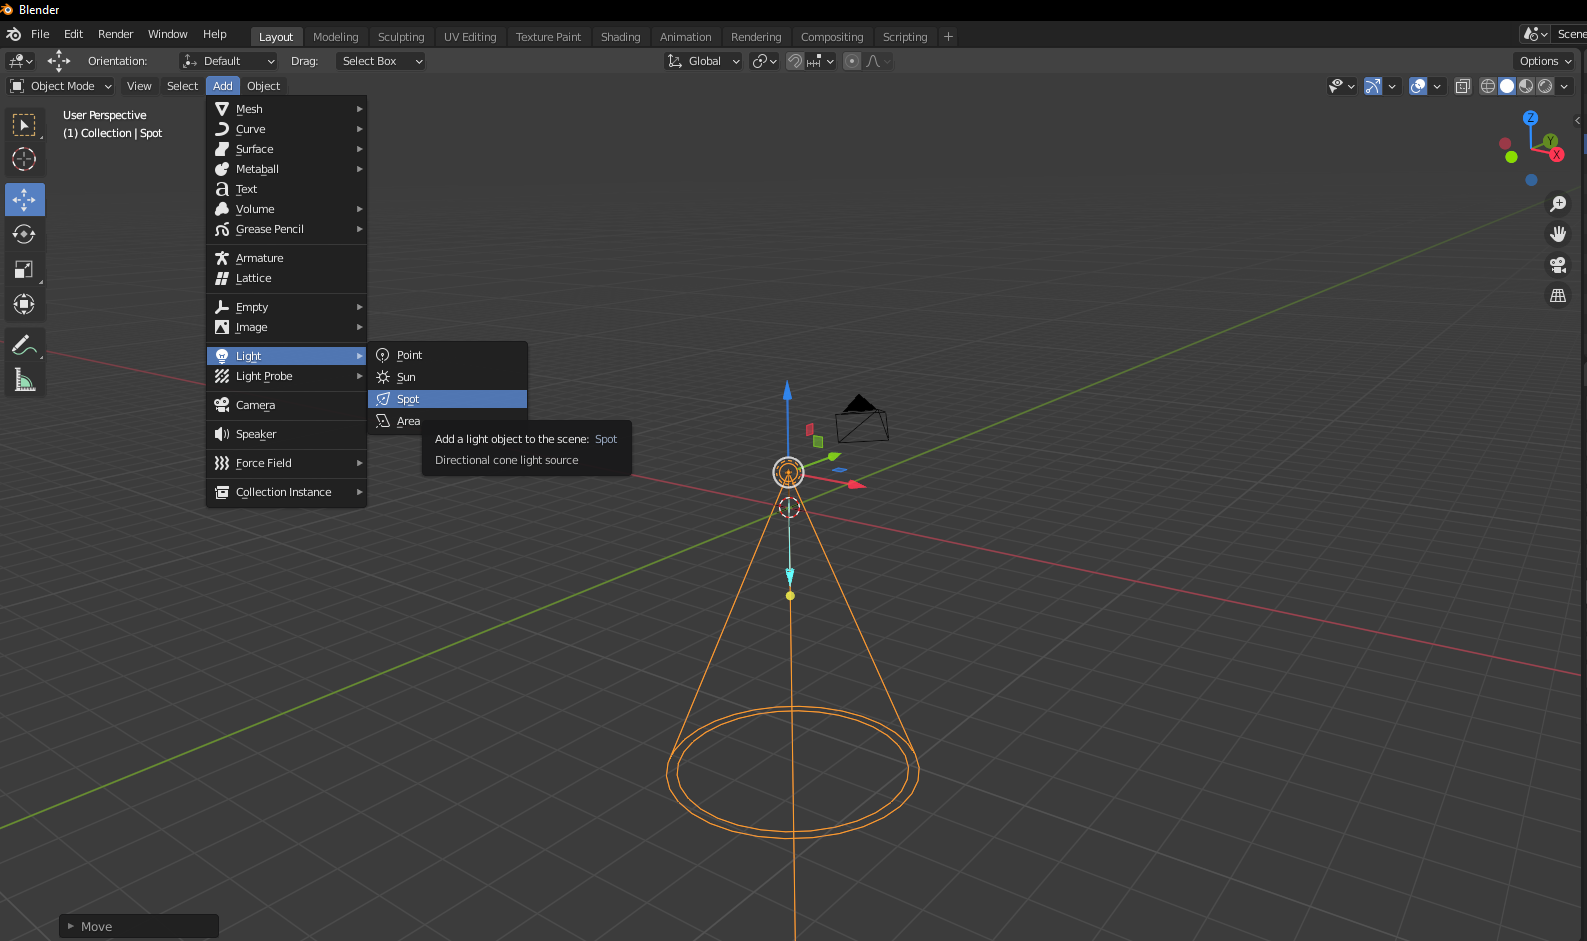 Blender
File Edit Render Window Help Layout Modeling Sculpting UV Editing Texture Paint Shading Animation Rendering Compositing Scripting + Scene
Orientation: Default Drag: Select Box Global Options
Object Mode View Select Add Object
User Perspective
(1) Collection | Spot
Mesh
Curve
Surface
Metaball
Text
Volume
Grease Pencil
Armature
Lattice
Empty
Image
Light
Light Probe
Camera
Speaker
Force Field
Collection Instance
Point
Sun
Spot
Area
Add a light object to the scene: Spot
Directional cone light source
Z
Y
X
Move